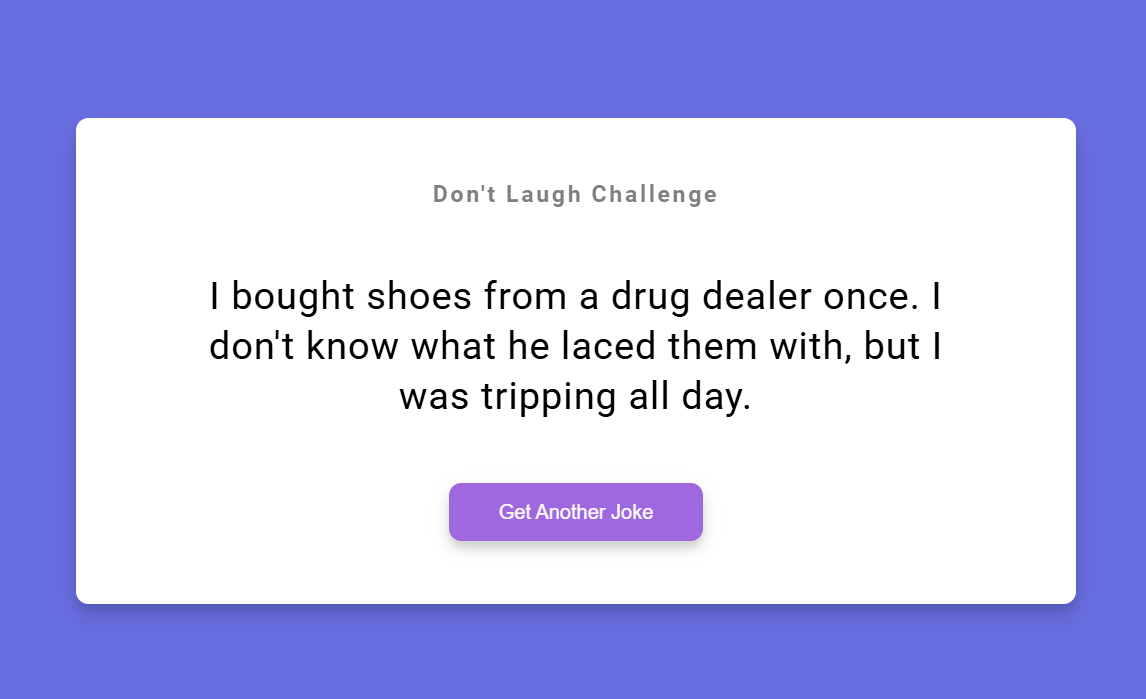 Don't Laugh Challenge
I bought shoes from a drug dealer once. I
don't know what he laced them with, but I
was tripping all day.
Get Another Joke